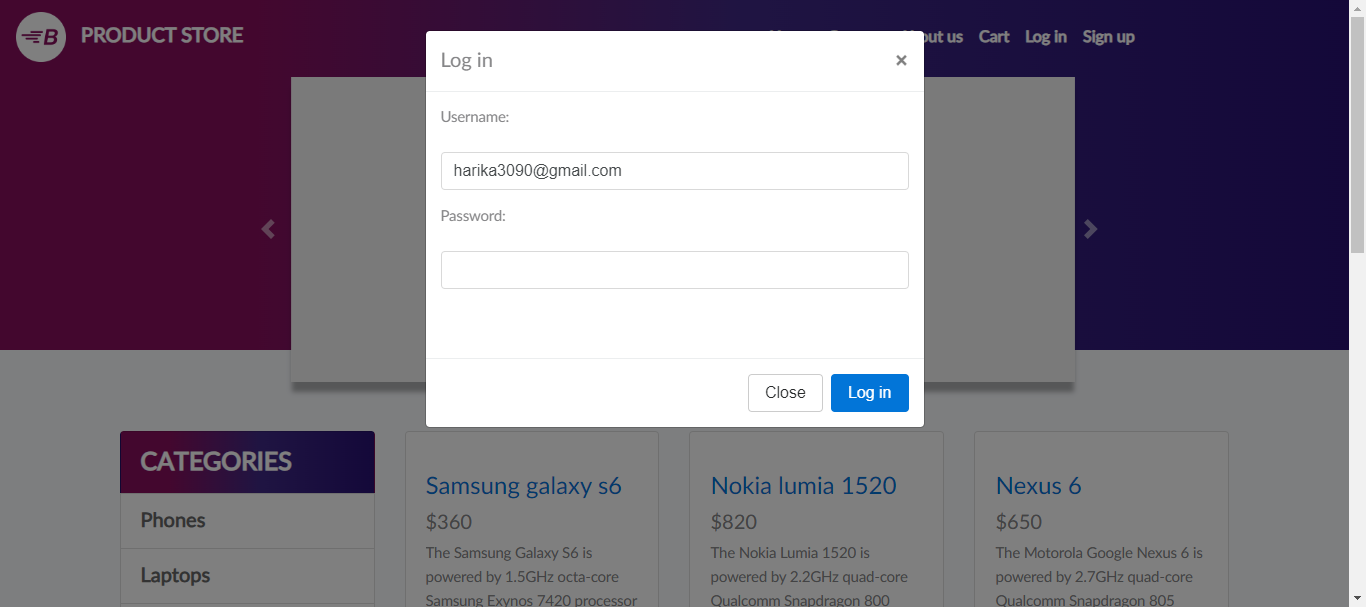 B PRODUCT STORE
out us Cart Log in Sign up
Log in ×
Username:
harika3090@gmail.com
Password:
Close Log in
CATEGORIES
Phones
Laptops
Samsung galaxy s6
$360
The Samsung Galaxy S6 is
powered by 1.5GHz octa-core
Samsung Exynos 7420 processor
Nokia lumia 1520
$820
The Nokia Lumia 1520 is
powered by 2.2GHz quad-core
Qualcomm Snapdragon 800
Nexus 6
$650
The Motorola Google Nexus 6 is
powered by 2.7GHz quad-core
Qualcomm Snapdragon 805